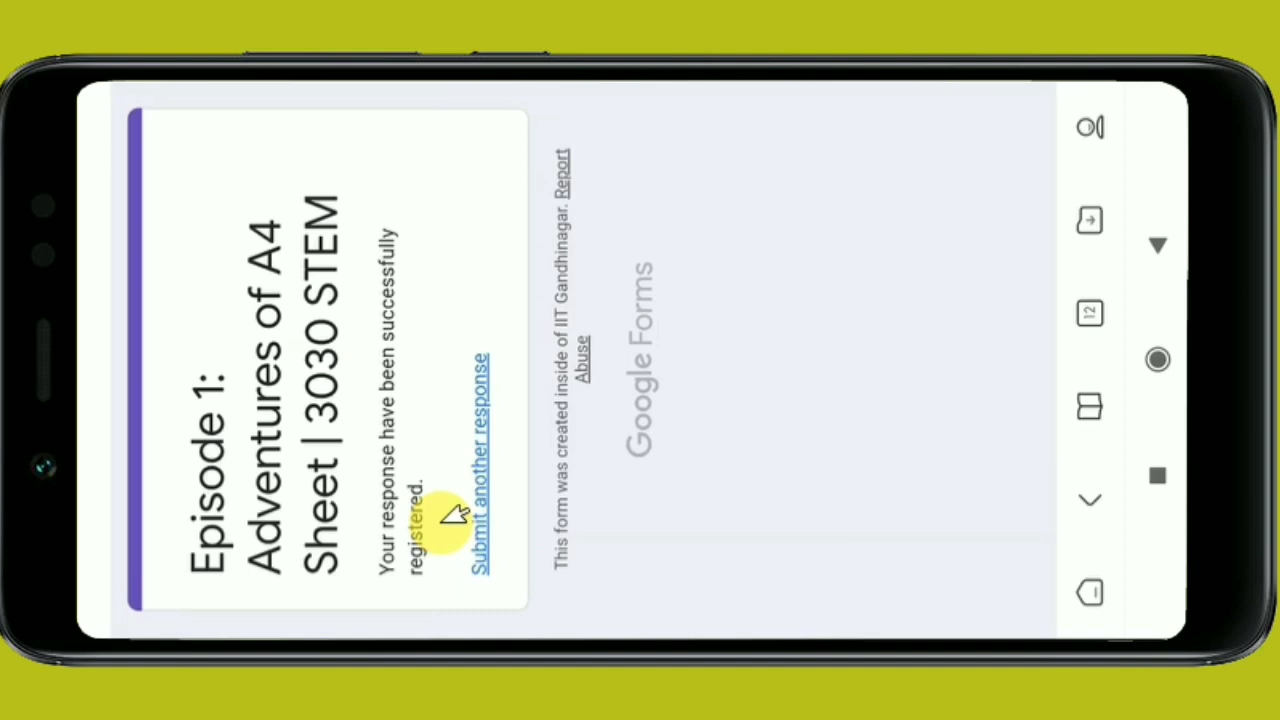 Episode 1:
Adventures of A4
Sheet | 3030 STEM
Your response have been successfully
registered.
Submit another response
This form was created inside of IIT Gandhinagar. Report
Abuse
Google Forms
12